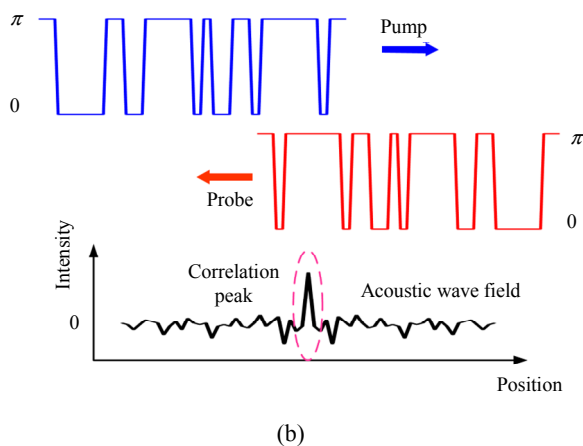 π
Pump
0
π
Probe
0
Intensity
Correlation
peak
Acoustic wave field
0
Position
(b)